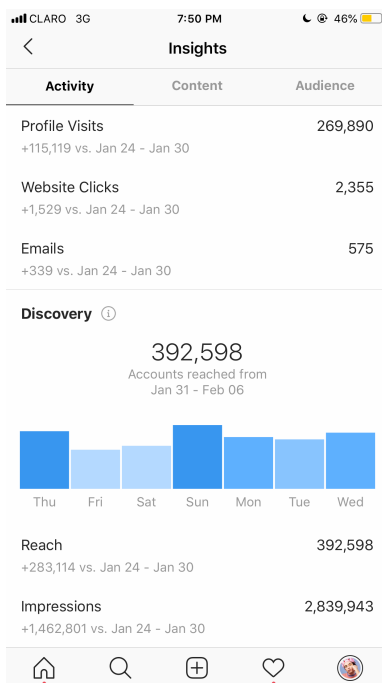 CLARO 3G 7:50 PM 46%
Insights
Activity Content Audience
Profile Visits 269,890
+115,119 vs. Jan 24 - Jan 30
Website Clicks 2,355
+1,529 vs. Jan 24 - Jan 30
Emails 575
+339 vs. Jan 24 - Jan 30
Discovery
392,598
Accounts reached from
Jan 31 - Feb 06
Thu Fri Sat Sun Mon Tue Wed
Reach 392,598
+283,114 vs. Jan 24 - Jan 30
Impressions 2,839,943
+1,462,801 vs. Jan 24 - Jan 30